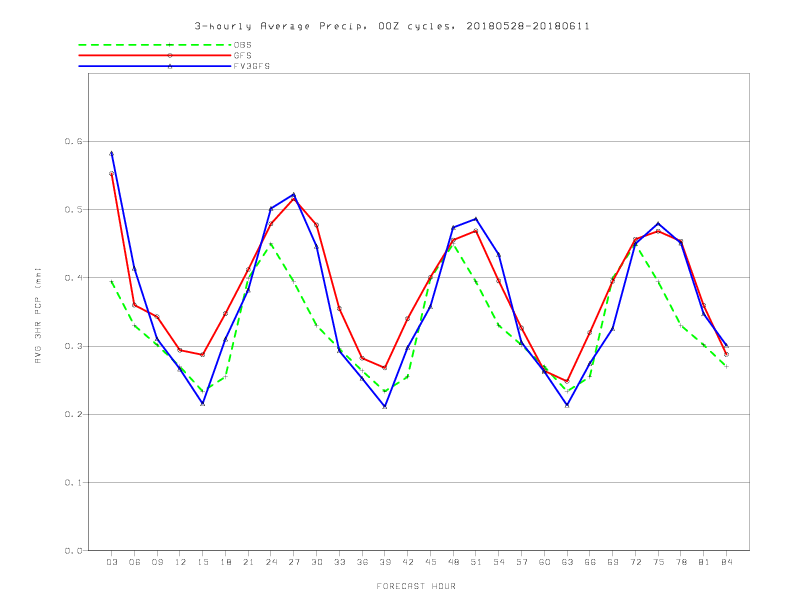 3-hourly Average Precip, 00Z cycles, 20180528-20180611
OBS
GFS
FV3GFS
0.6
0.5
0.4
0.3
0.2
0.1
0.0
AVG 3HR PCP (mm)
03 06 09 12 15 18 21 24 27 30 33 36 39 42 45 48 51 54 57 60 63 66 69 72 75 78 81 84
FORECAST HOUR